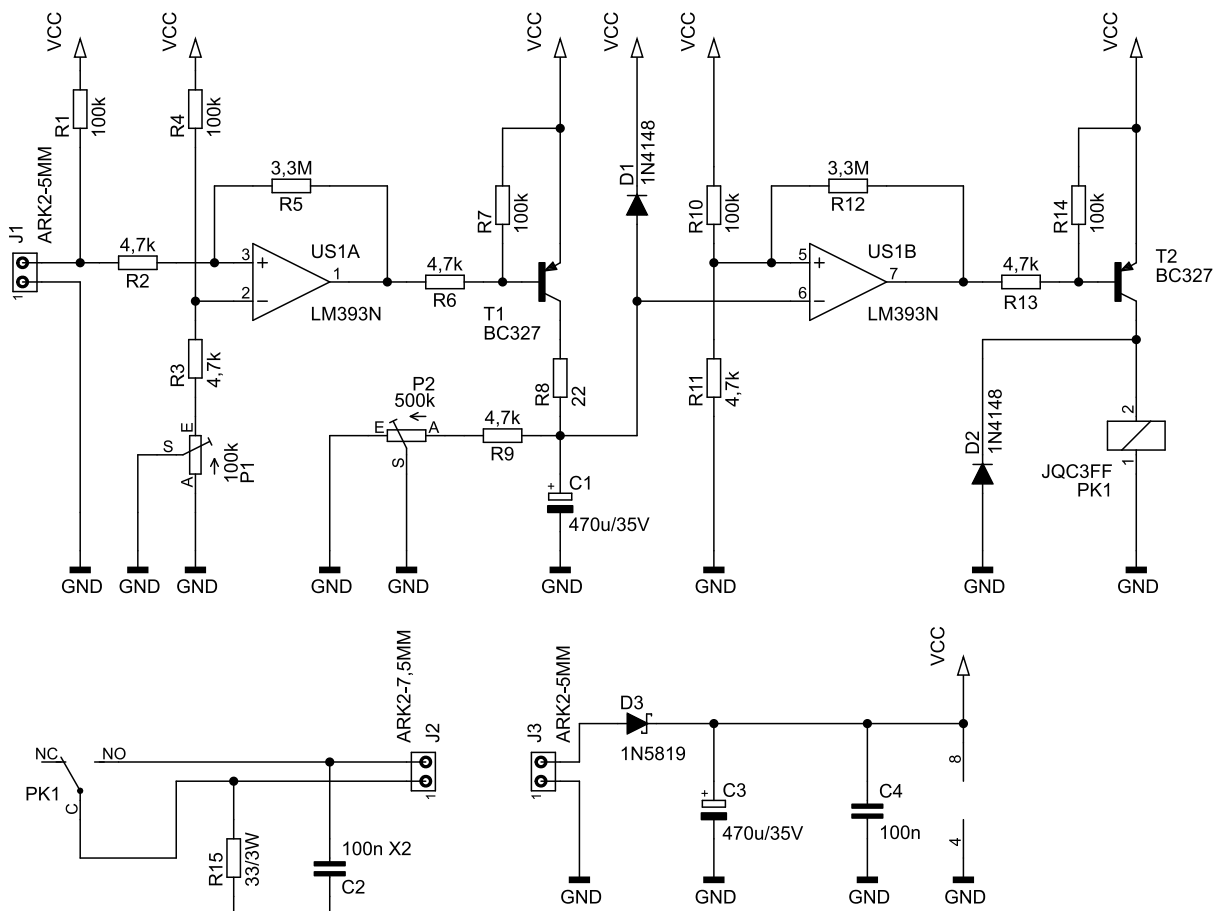 VCC
VCC
VCC
VCC
VCC
VCC
R1
100k
R4
100k
ARK2-5MM
J1
1
4,7k
R2
3,3M
R5
3
+
2
−
1
US1A
LM393N
R3
4,7k
E
S
A
100k
P1
R7
100k
4,7k
R6
T1
BC327
R8
22
P2
500k
E
A
S
4,7k
R9
+
C1
470u/35V
D1
1N4148
R10
100k
3,3M
R12
5
+
6
−
7
US1B
LM393N
R11
4,7k
R14
100k
4,7k
R13
T2
BC327
D2
1N4148
2
1
JQC3FF
PK1
GND
GND
GND
GND
GND
GND
GND
GND
GND
NC
NO
PK1
C
R15
33/3W
100n X2
C2
ARK2-7,5MM
J2
1
ARK2-5MM
J3
1
D3
1N5819
+
C3
470u/35V
C4
100n
VCC
8
4
GND
GND
GND
GND